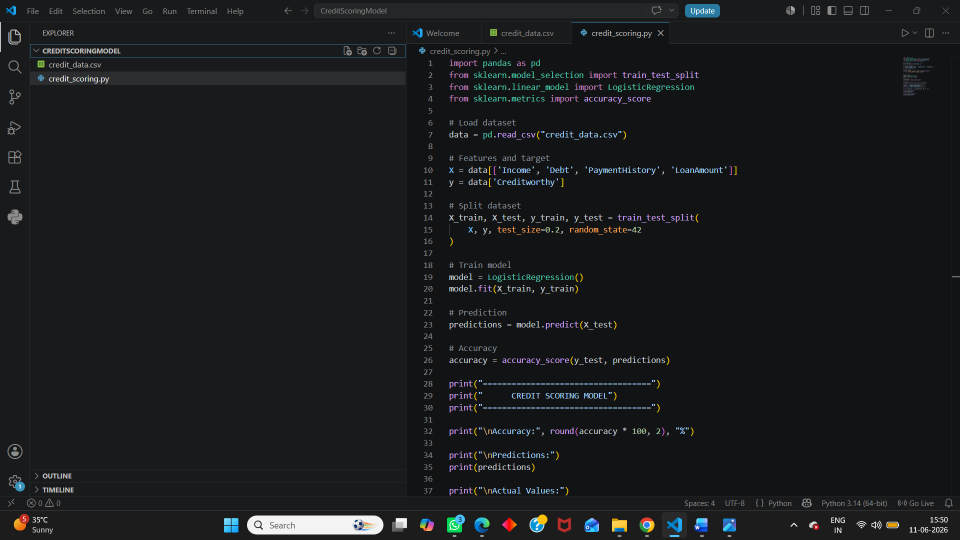 File Edit Selection View Go Run Terminal Help
CreditScoringModel
Update
EXPLORER
CREDITSCORINGMODEL
credit_data.csv
credit_scoring.py
Welcome
credit_data.csv
credit_scoring.py
credit_scoring.py > ...
1 import pandas as pd
2 from sklearn.model_selection import train_test_split
3 from sklearn.linear_model import LogisticRegression
4 from sklearn.metrics import accuracy_score
5
6 # Load dataset
7 data = pd.read_csv("credit_data.csv")
8
9 # Features and target
10 X = data[['Income', 'Debt', 'PaymentHistory', 'LoanAmount']]
11 y = data['Creditworthy']
12
13 # Split dataset
14 X_train, X_test, y_train, y_test = train_test_split(
15 X, y, test_size=0.2, random_state=42
16 )
17
18 # Train model
19 model = LogisticRegression()
20 model.fit(X_train, y_train)
21
22 # Prediction
23 predictions = model.predict(X_test)
24
25 # Accuracy
26 accuracy = accuracy_score(y_test, predictions)
27
28 print("===================================")
29 print("      CREDIT SCORING MODEL")
30 print("===================================")
31
32 print("\nAccuracy:", round(accuracy * 100, 2), "%")
33
34 print("\nPredictions:")
35 print(predictions)
36
37 print("\nActual Values:")
OUTLINE
TIMELINE
1
0 0
Spaces: 4 UTF-8 { } Python Python 3.14 (64-bit) Go Live
5
35°C
Sunny
Search
3
ENG
IN
15:50
11-06-2026